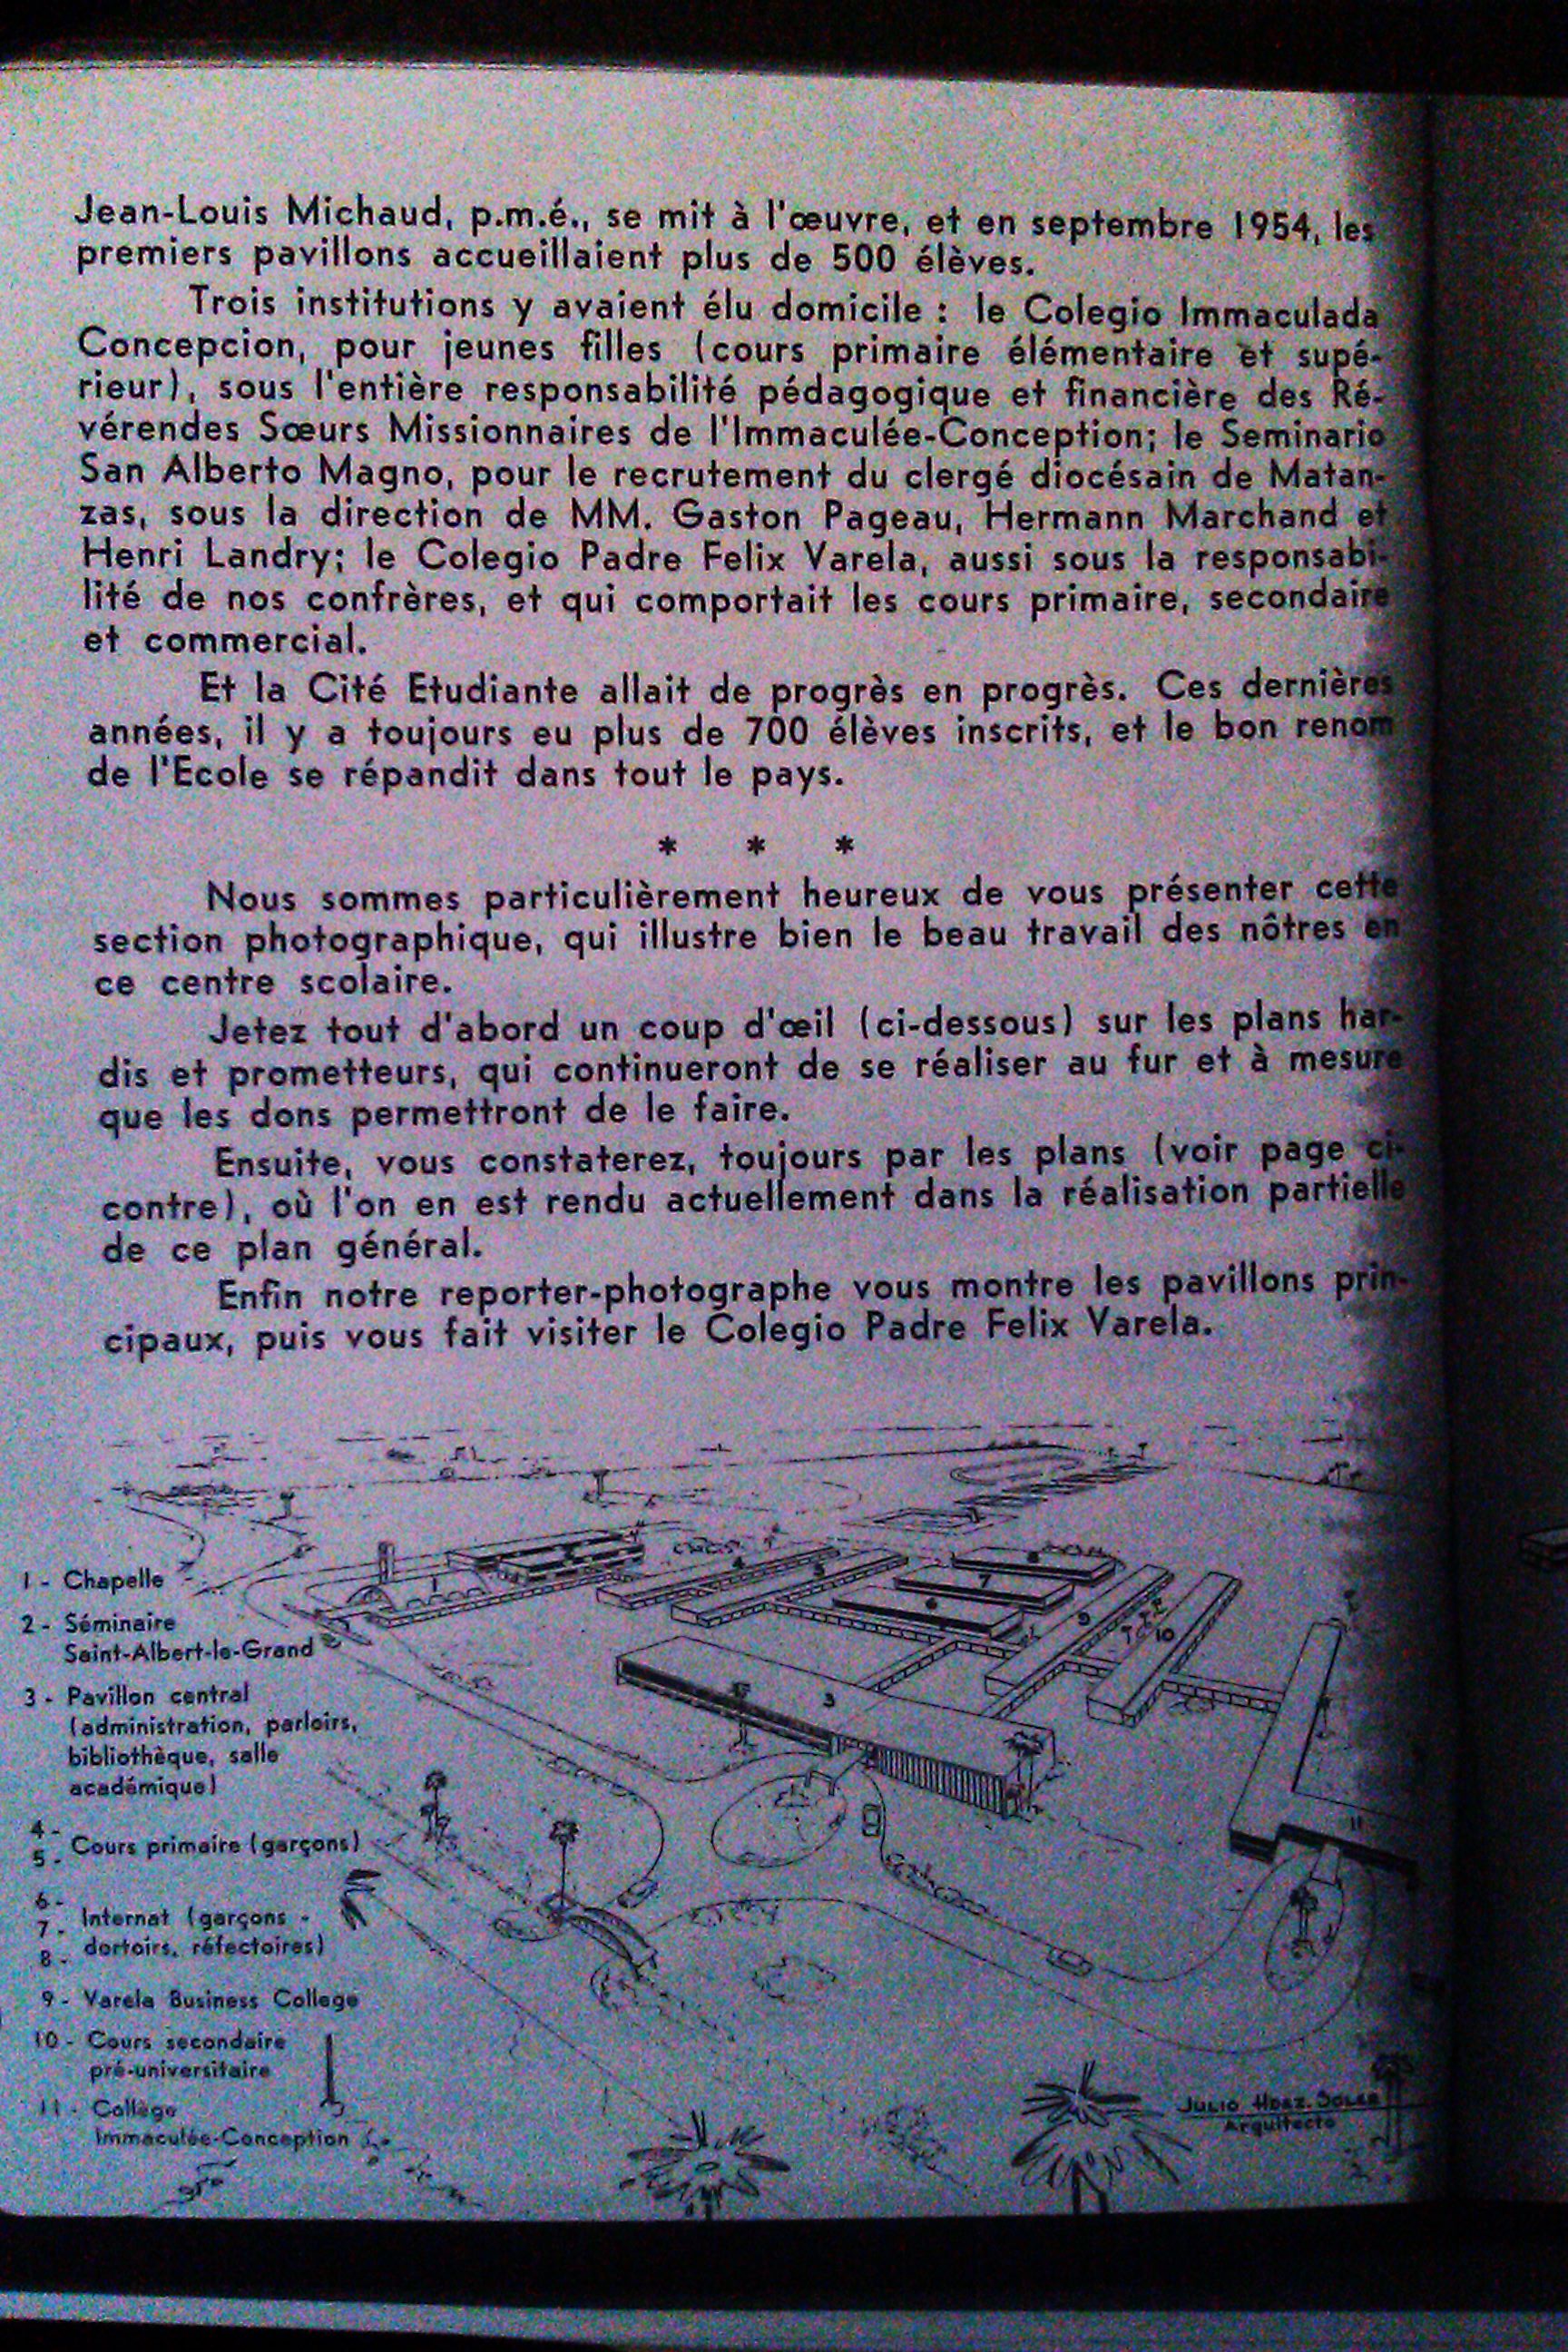 Jean-Louis Michaud, p.m.é., se mit à l'œuvre, et en septembre 1954, les
premiers pavillons accueillaient plus de 500 élèves.
Trois institutions y avaient élu domicile : le Colegio Immaculada
Concepcion, pour jeunes filles (cours primaire élémentaire et supé-
rieur), sous l'entière responsabilité pédagogique et financière des Ré-
vérendes Sœurs Missionnaires de l'Immaculée-Conception; le Seminario
San Alberto Magno, pour le recrutement du clergé diocésain de Matan-
zas, sous la direction de MM. Gaston Pageau, Hermann Marchand et
Henri Landry; le Colegio Padre Felix Varela, aussi sous la responsabi-
lité de nos confrères, et qui comportait les cours primaire, secondaire
et commercial.
Et la Cité Etudiante allait de progrès en progrès. Ces dernières
années, il y a toujours eu plus de 700 élèves inscrits, et le bon renom
de l'Ecole se répandit dans tout le pays.
* * *
Nous sommes particulièrement heureux de vous présenter cette
section photographique, qui illustre bien le beau travail des nôtres en
ce centre scolaire.
Jetez tout d'abord un coup d'œil (ci-dessous) sur les plans har-
dis et prometteurs, qui continueront de se réaliser au fur et à mesure
que les dons permettront de le faire.
Ensuite, vous constaterez, toujours par les plans (voir page ci-
contre), où l'on en est rendu actuellement dans la réalisation partielle
de ce plan général.
Enfin notre reporter-photographe vous montre les pavillons prin-
cipaux, puis vous fait visiter le Colegio Padre Felix Varela.
1 - Chapelle
2 - Séminaire
Saint-Albert-le-Grand
3 - Pavillon central
(administration, parloirs,
bibliothèque, salle
académique)
4 -
5 - Cours primaire (garçons)
6 -
7 - Internat (garçons -
8 - dortoirs, réfectoires)
9 - Varela Business College
10 - Cours secondaire
pré-universitaire
11 - Collège
Immaculée-Conception
1
2
4
5
8
7
6
9
10
3
11
Julio Hdez.
Arquitecto